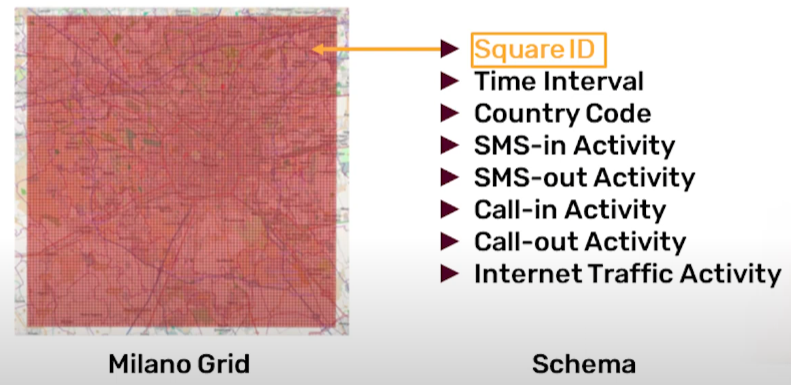 Square ID
Time Interval
Country Code
SMS-in Activity
SMS-out Activity
Call-in Activity
Call-out Activity
Internet Traffic Activity
Milano Grid
Schema